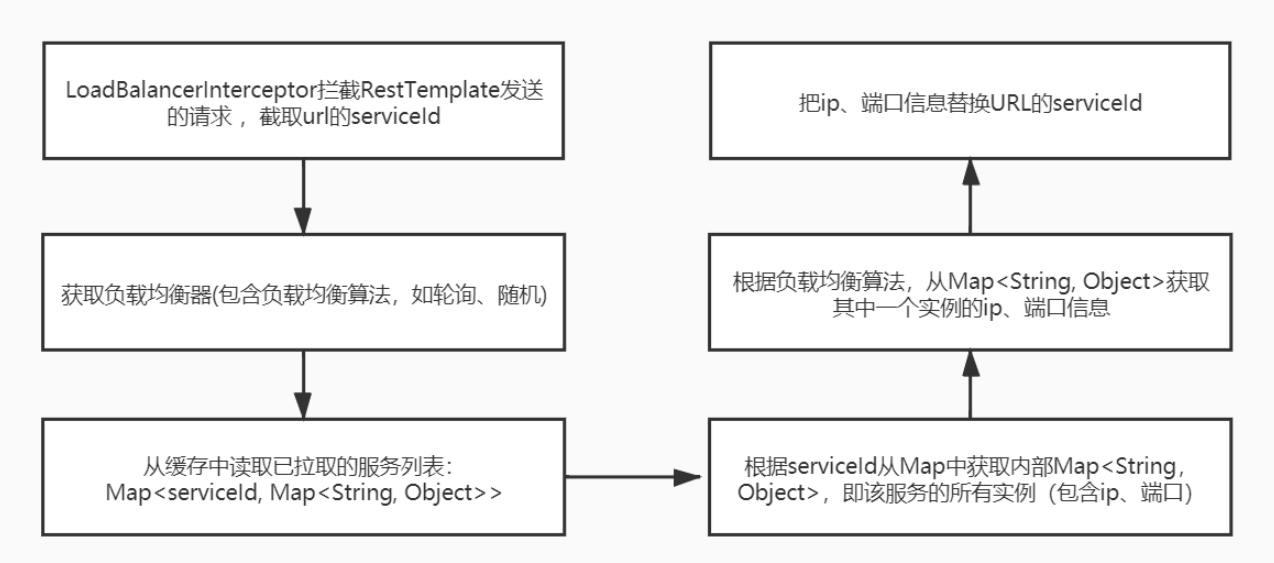 LoadBalancerInterceptor拦截RestTemplate发送
的请求 ，截取url的serviceId
获取负载均衡器(包含负载均衡算法，如轮询、随机)
从缓存中读取已拉取的服务列表：
Map<serviceId, Map<String, Object>>
根据serviceId从Map中获取内部Map<String,
Object>，即该服务的所有实例（包含ip、端口）
根据负载均衡算法，从Map<String, Object>获取
其中一个实例的ip、端口信息
把ip、端口信息替换URL的serviceId